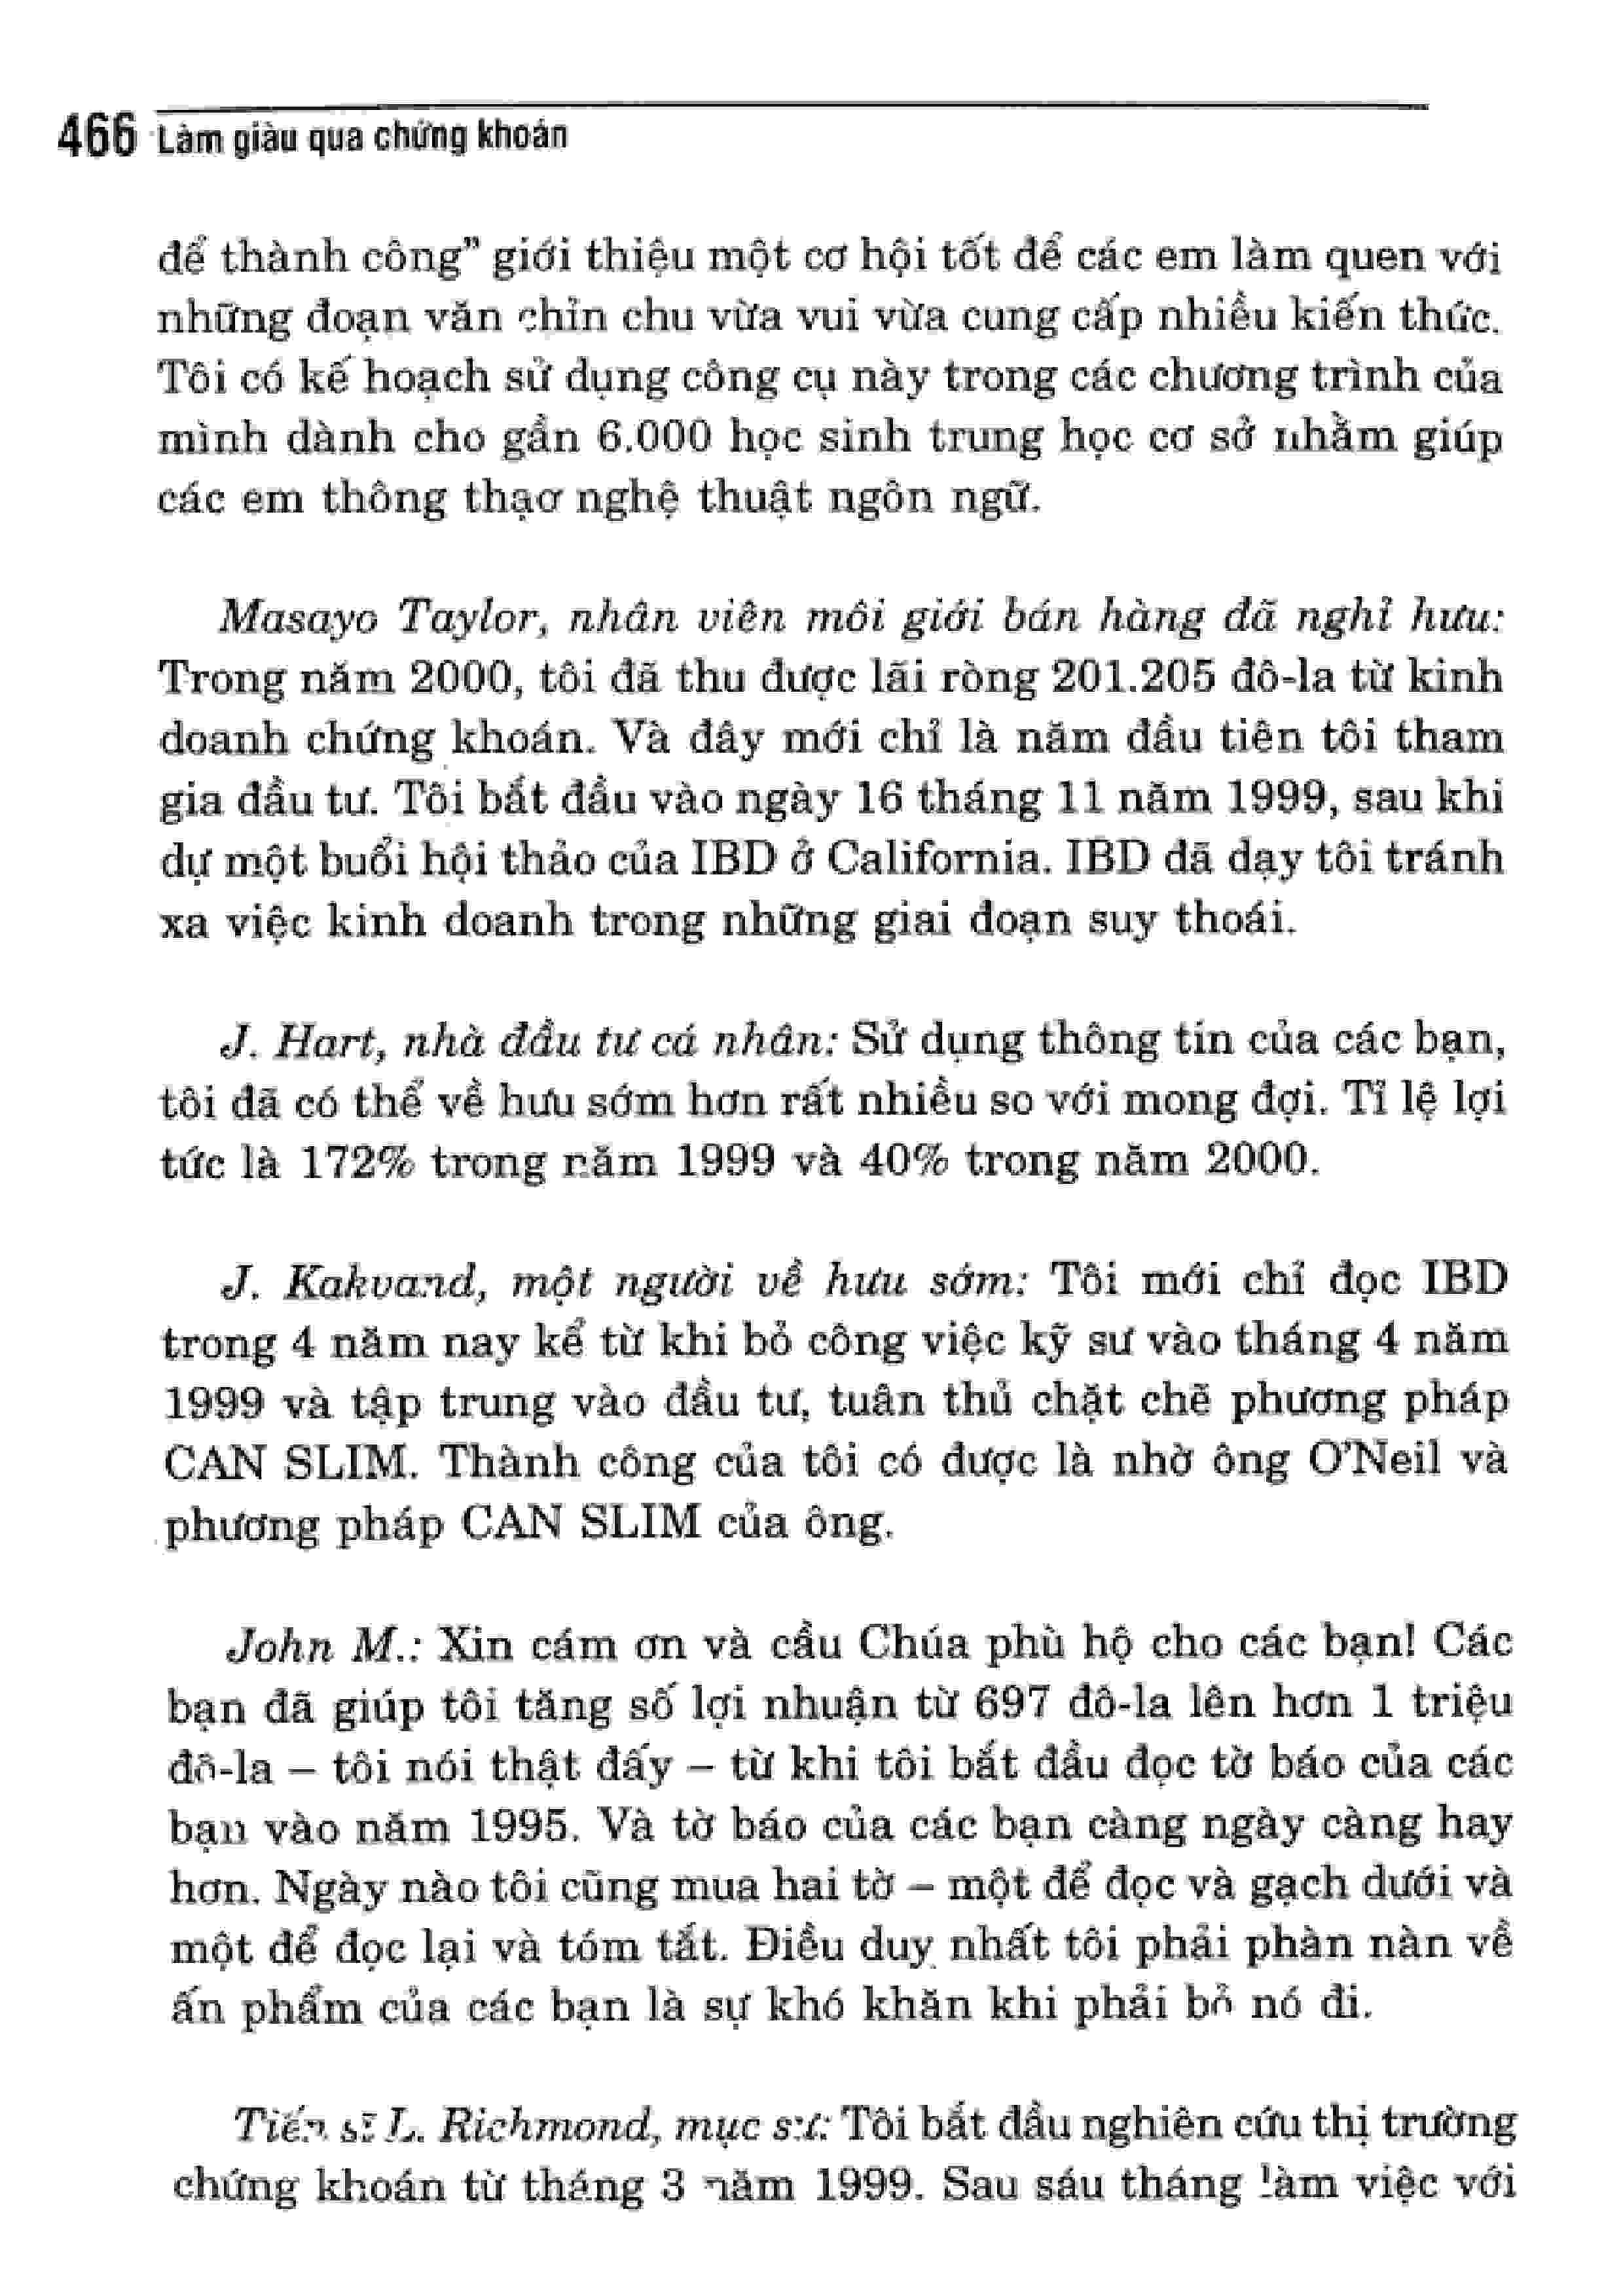 466 Làm giàu qua chứng khoán
để thành công” giới thiệu một cơ hội tốt để các em làm quen với
những đoạn văn chỉn chu vừa vui vừa cung cấp nhiều kiến thức.
Tôi có kế hoạch sử dụng công cụ này trong các chương trình của
mình dành cho gần 6.000 học sinh trung học cơ sở nhằm giúp
các em thông thạo nghệ thuật ngôn ngữ.
Masayo Taylor, nhân viên môi giới bán hàng đã nghỉ hưu:
Trong năm 2000, tôi đã thu được lãi ròng 201.205 đô-la từ kinh
doanh chứng khoán. Và đây mới chỉ là năm đầu tiên tôi tham
gia đầu tư. Tôi bắt đầu vào ngày 16 tháng 11 năm 1999, sau khi
dự một buổi hội thảo của IBD ở California. IBD đã dạy tôi tránh
xa việc kinh doanh trong những giai đoạn suy thoái.
J. Hart, nhà đầu tư cá nhân: Sử dụng thông tin của các bạn,
tôi đã có thể về hưu sớm hơn rất nhiều so với mong đợi. Tỉ lệ lợi
tức là 172% trong năm 1999 và 40% trong năm 2000.
J. Kakvand, một người về hưu sớm: Tôi mới chỉ đọc IBD
trong 4 năm nay kể từ khi bỏ công việc kỹ sư vào tháng 4 năm
1999 và tập trung vào đầu tư, tuân thủ chặt chẽ phương pháp
CAN SLIM. Thành công của tôi có được là nhờ ông O’Neil và
phương pháp CAN SLIM của ông.
John M.: Xin cám ơn và cầu Chúa phù hộ cho các bạn! Các
bạn đã giúp tôi tăng số lợi nhuận từ 697 đô-la lên hơn 1 triệu
đô-la – tôi nói thật đấy – từ khi tôi bắt đầu đọc tờ báo của các
bạn vào năm 1995. Và tờ báo của các bạn càng ngày càng hay
hơn. Ngày nào tôi cũng mua hai tờ – một để đọc và gạch dưới và
một để đọc lại và tóm tắt. Điều duy nhất tôi phải phàn nàn về
ấn phẩm của các bạn là sự khó khăn khi phải bỏ nó đi.
Tiến sĩ L. Richmond, mục sư: Tôi bắt đầu nghiên cứu thị trường
chứng khoán từ tháng 3 năm 1999. Sau sáu tháng làm việc với